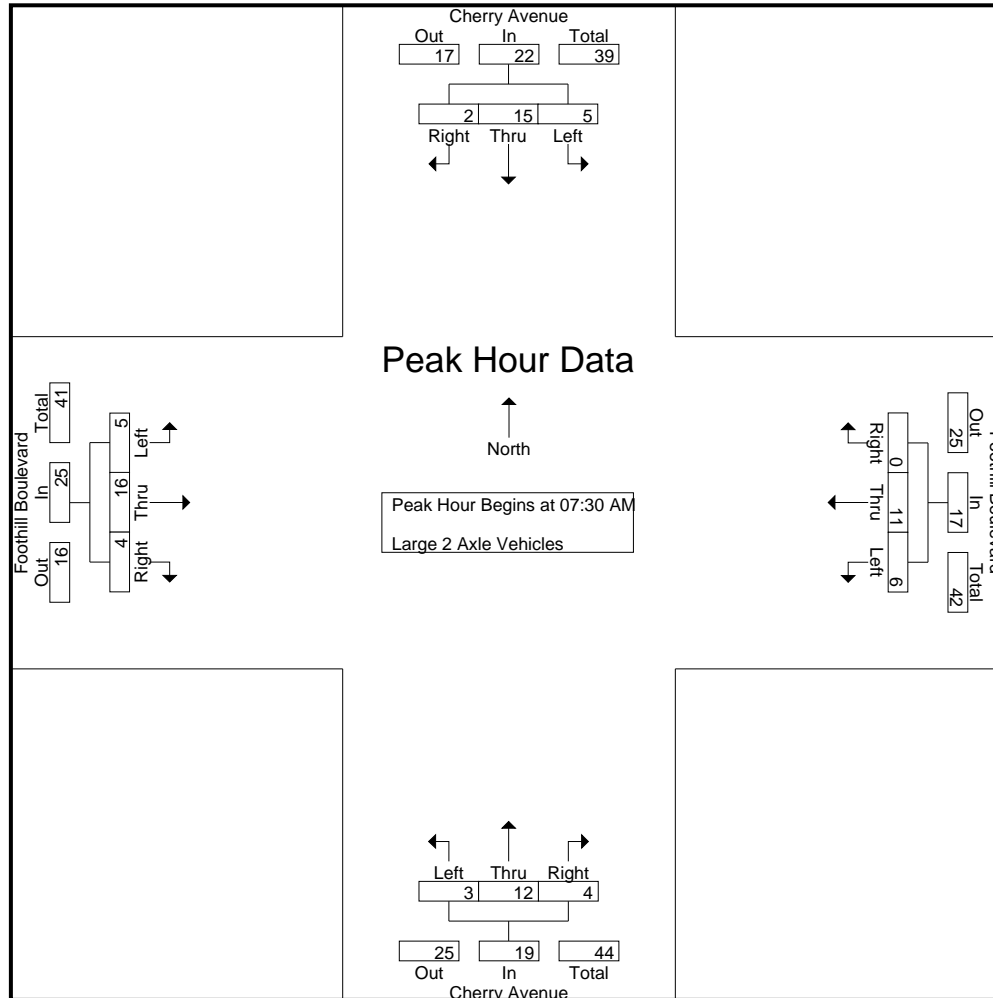 Cherry Avenue
Out In Total
17 22 39
2 15 5
Right Thru Left
Peak Hour Data
North
Peak Hour Begins at 07:30 AM
Large 2 Axle Vehicles
Foothill Boulevard
Out In Total
16 25 41
Right Thru Left
4 16 5
Foothill Boulevard
Out In Total
25 17 42
0 11 6
Right Thru Left
Left Thru Right
3 12 4
25 19 44
Out In Total
Cherry Avenue